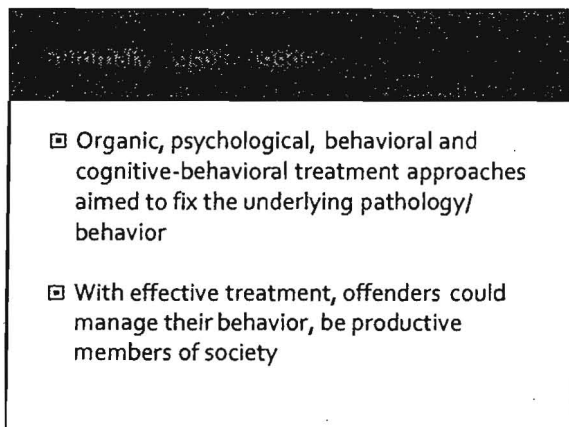 Organic, psychological, behavioral and
cognitive-behavioral treatment approaches
aimed to fix the underlying pathology/
behavior
With effective treatment, offenders could
manage their behavior, be productive
members of society